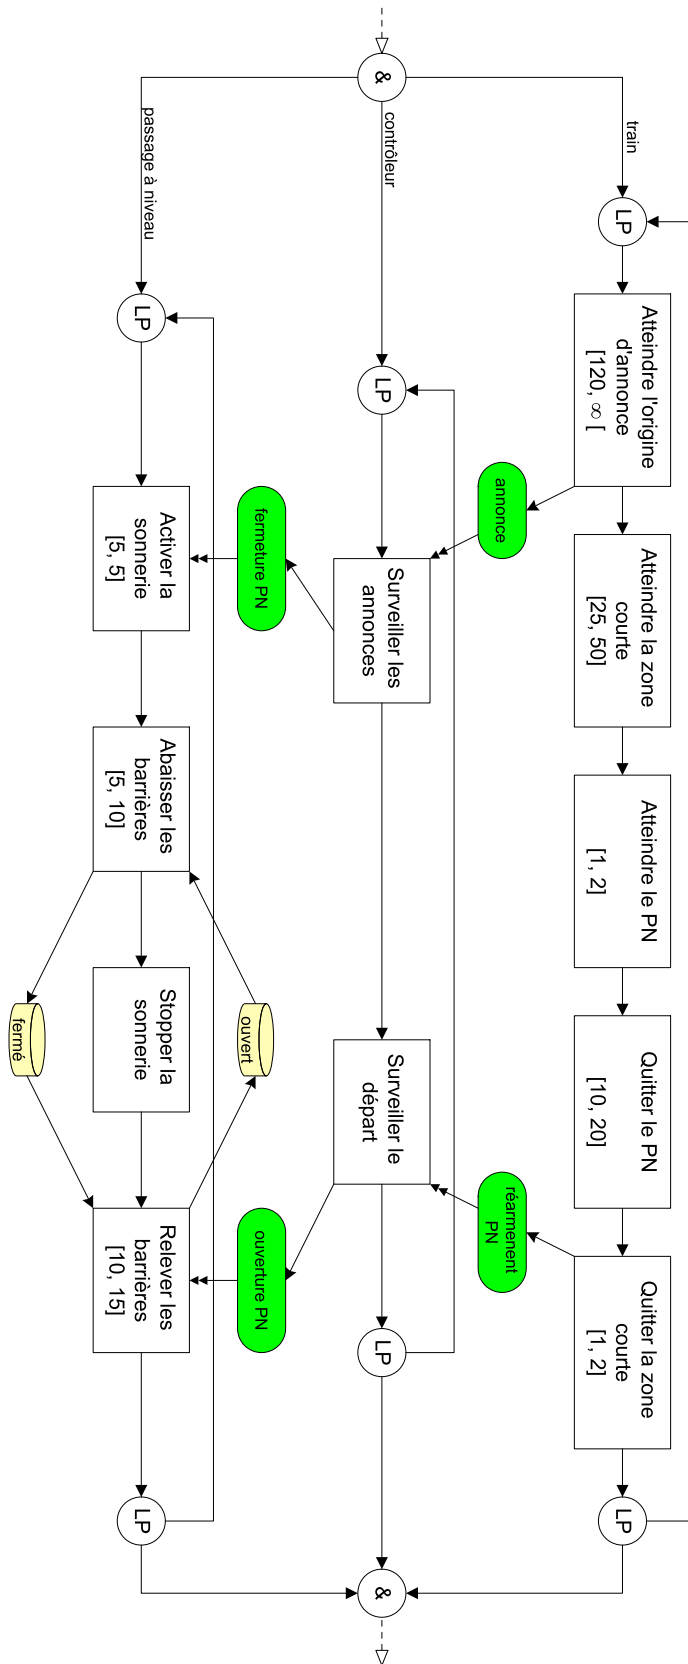 &
train
LP
Atteindre l'origine
d'annonce
[120, ∞ [
Atteindre la zone
courte
[25, 50]
Atteindre le PN
[1, 2]
Quitter le PN
[10, 20]
Quitter la zone
courte
[1, 2]
LP
annonce
réarmenent
PN
contrôleur
LP
Surveiller les
annonces
Surveiller le
départ
LP
&
fermeture PN
ouvert
ouverture PN
passage à niveau
LP
Activer la
sonnerie
[5, 5]
Abaisser les
barrières
[5, 10]
Stopper la
sonnerie
Relever les
barrières
[10, 15]
LP
fermé